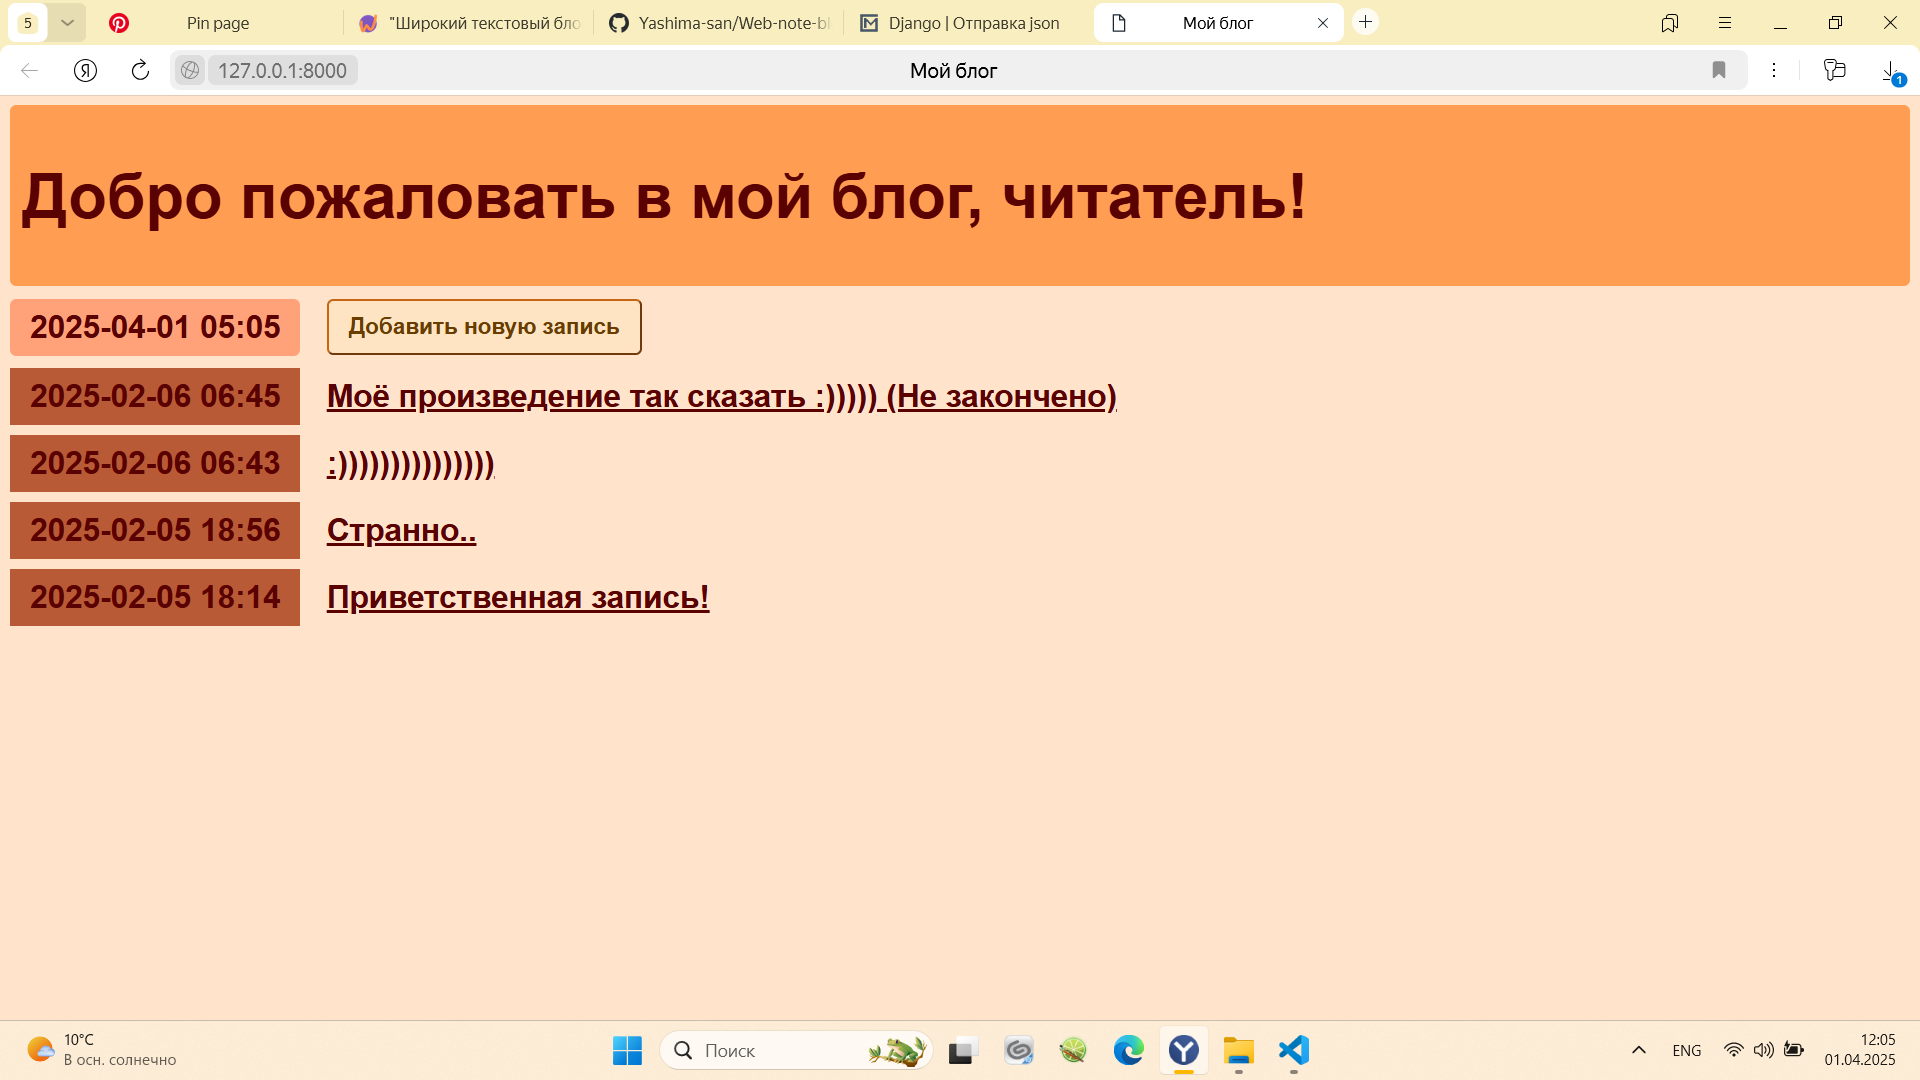 5
Pin page
"Широкий текстовый бло
Yashima-san/Web-note-bl
Django | Отправка json
Мой блог
Я
127.0.0.1:8000
Мой блог
1
Добро пожаловать в мой блог, читатель!
2025-04-01 05:05
Добавить новую запись
2025-02-06 06:45
Моё произведение так сказать :))))) (Не закончено)
2025-02-06 06:43
:)))))))))))))))
2025-02-05 18:56
Странно..
2025-02-05 18:14
Приветственная запись!
10°C
В осн. солнечно
Поиск
ENG
12:05
01.04.2025